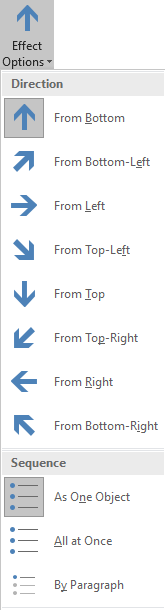 Effect
Options
Direction
From Bottom
From Bottom-Left
From Left
From Top-Left
From Top
From Top-Right
From Right
From Bottom-Right
Sequence
As One Object
All at Once
By Paragraph